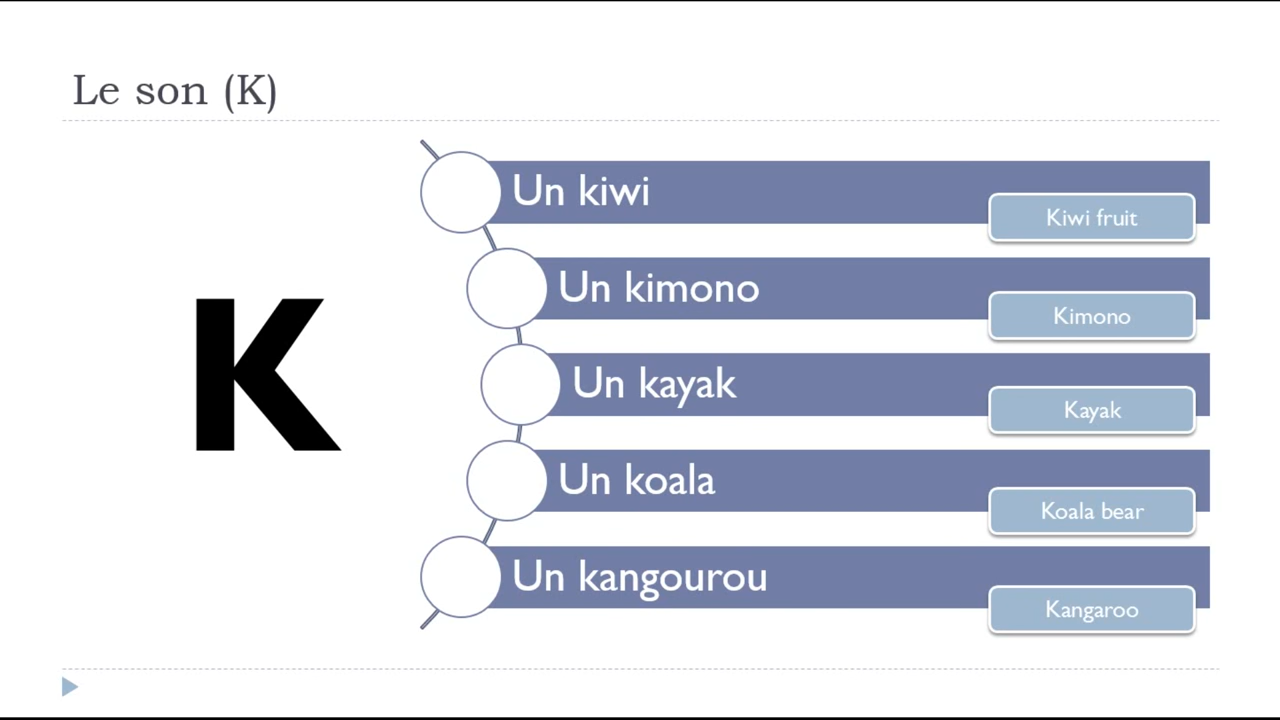 Le son (K)
K
Un kiwi
Kiwi fruit
Un kimono
Kimono
Un kayak
Kayak
Un koala
Koala bear
Un kangourou
Kangaroo